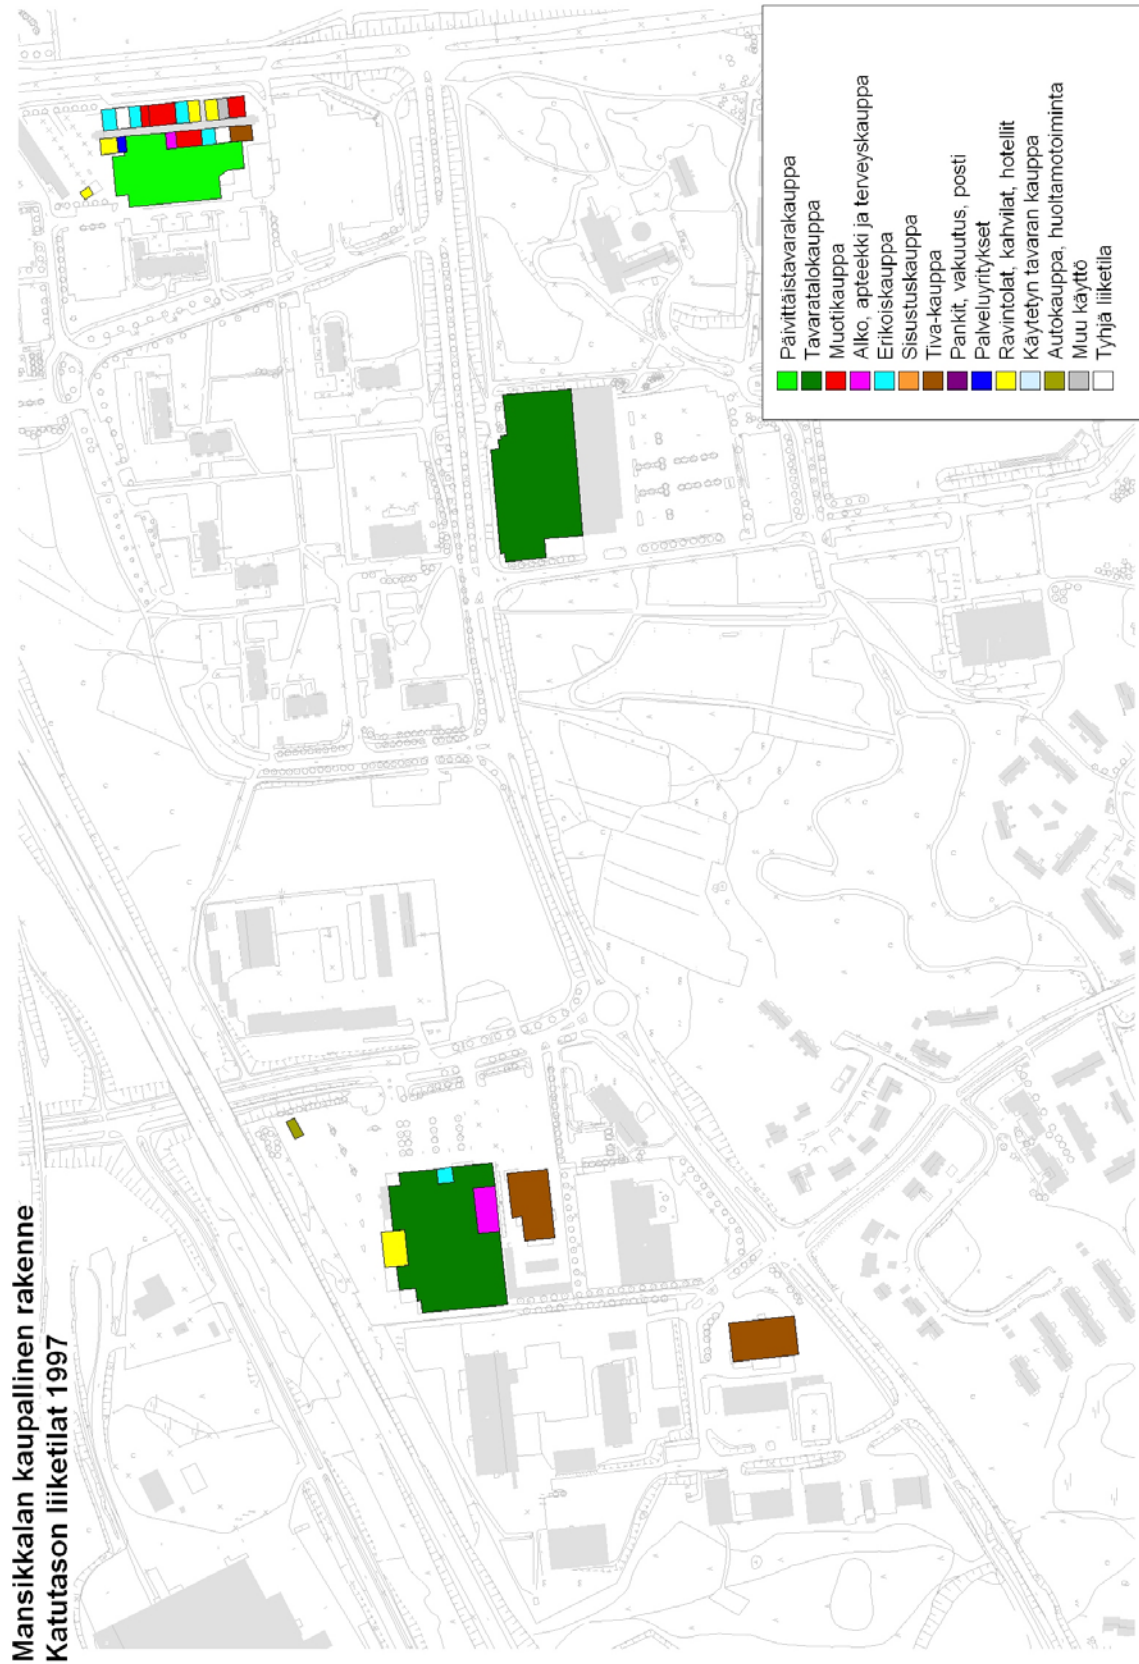 Mansikkalan kaupallinen rakenne
Katutason liiketilat 1997
Päivittäistavarakauppa
Tavaratalokauppa
Muotikauppa
Alko, apteekki ja terveyskauppa
Erikoiskauppa
Sisustuskauppa
Tiva-kauppa
Pankit, vakuutus, posti
Palveluyritykset
Ravintolat, kahvilat, hotellit
Käytetyn tavaran kauppa
Autokauppa, huoltamotoiminta
Muu käyttö
Tyhjä liiketila